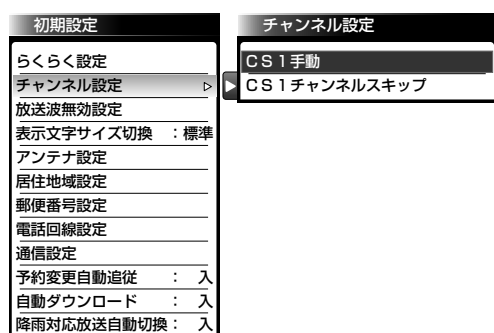 初期設定
らくらく設定
チャンネル設定
放送波無効設定
表示文字サイズ切換 ：標準
アンテナ設定
居住地域設定
郵便番号設定
電話回線設定
通信設定
予約変更自動追従 ： 入
自動ダウンロード ： 入
降雨対応放送自動切換： 入
チャンネル設定
ＣＳ１手動
ＣＳ１チャンネルスキップ